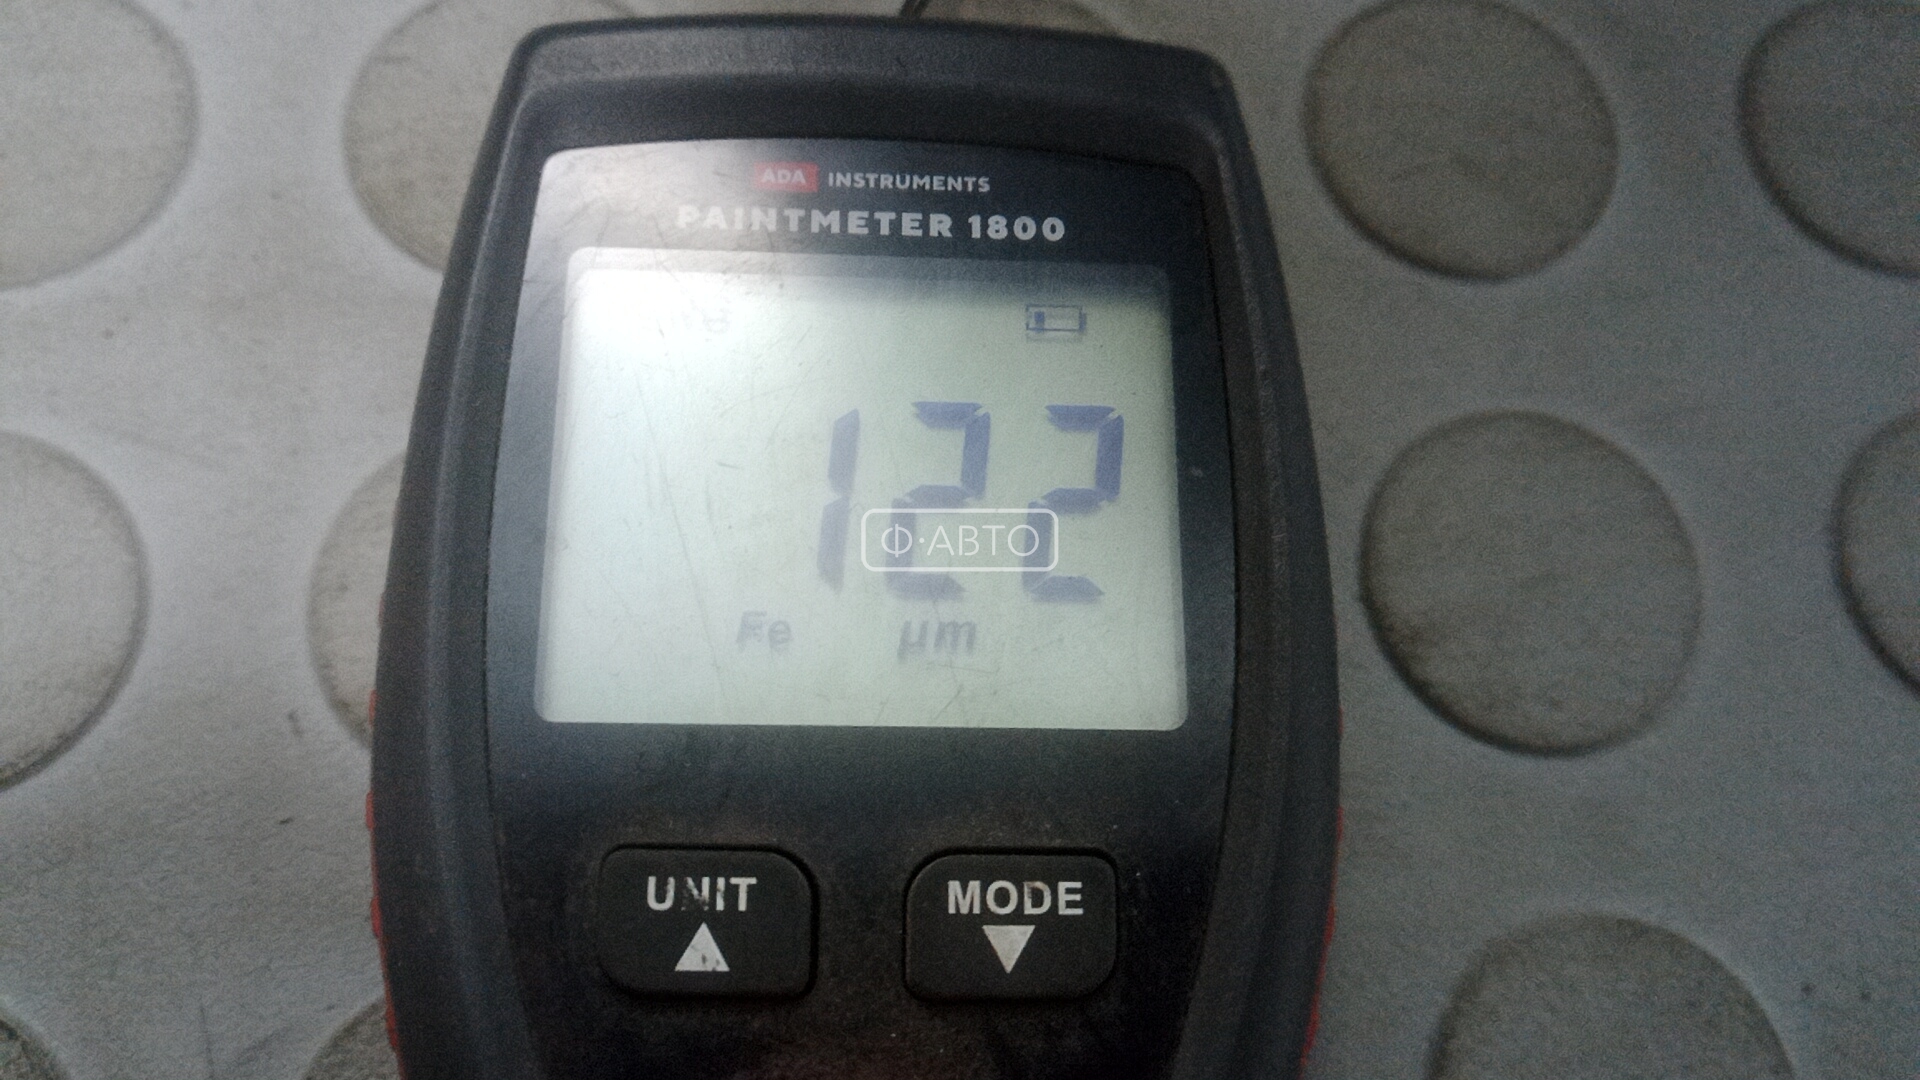 ADA INSTRUMENTS
PAINTMETER 1800
122
Ф·АВТО
Fe µm
UNIT MODE